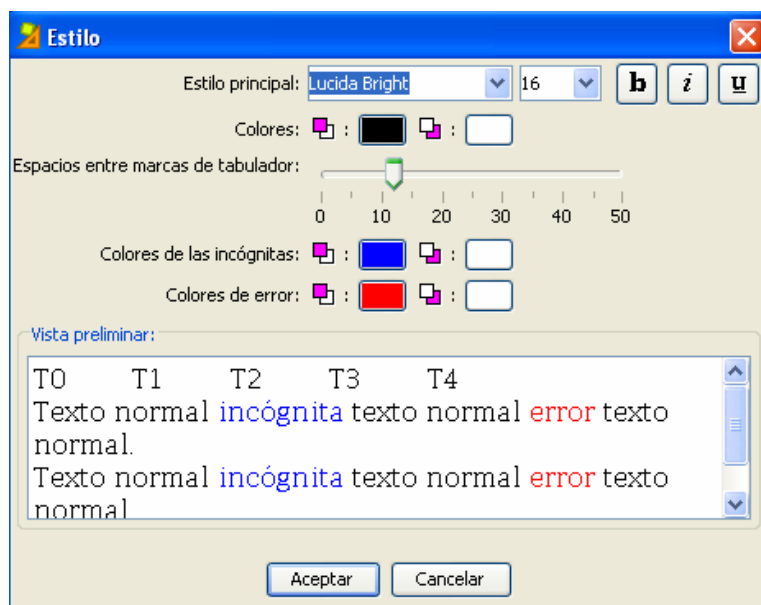 Estilo
Estilo principal: Lucida Bright 16 b i u
Colores: : :
Espacios entre marcas de tabulador:
0 10 20 30 40 50
Colores de las incógnitas: : :
Colores de error: : :
Vista preliminar:
T0 T1 T2 T3 T4
Texto normal incógnita texto normal error texto
normal.
Texto normal incógnita texto normal error texto
normal
Aceptar Cancelar